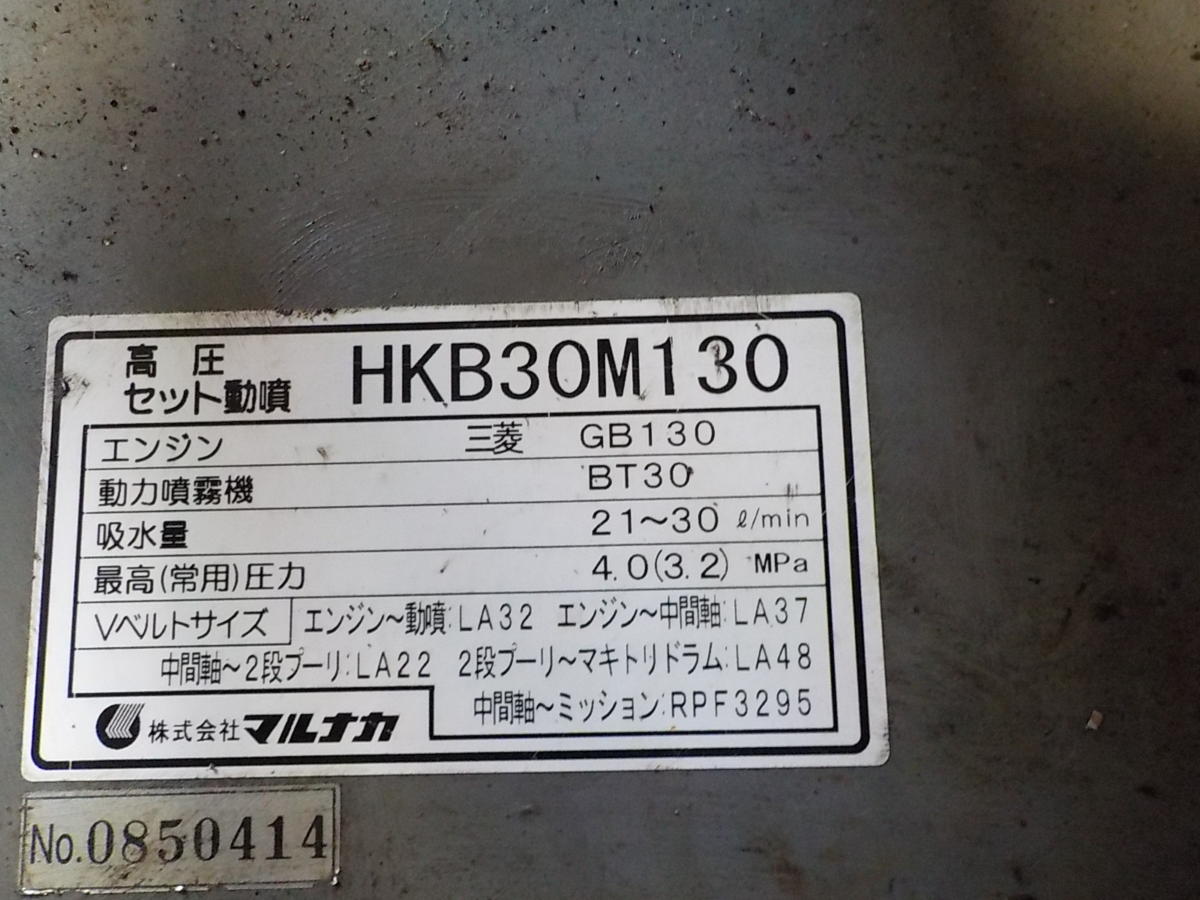 高圧
セット動噴 HKB30M130
エンジン 三菱 GB130
動力噴霧機 BT30
吸水量 21～30 ℓ/min
最高(常用)圧力 4.0(3.2) MPa
Vベルトサイズ エンジン～動噴:LA32 エンジン～中間軸:LA37
中間軸～2段プーリ:LA22 2段プーリ～マキトリドラム:LA48
中間軸～ミッション:RPF3295
株式会社マルナカ
No.0850414